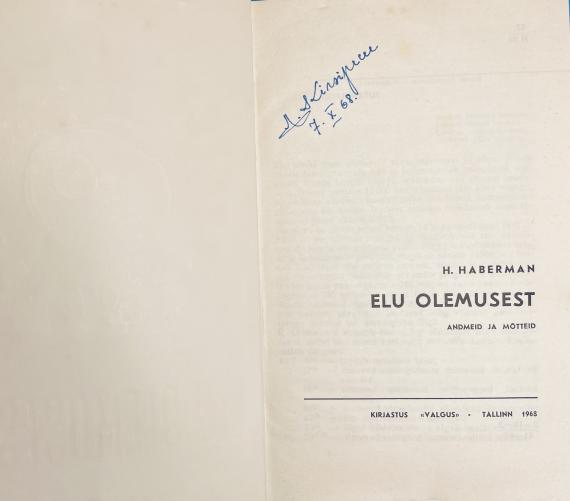 7. X 68.
H. HABERMAN
ELU OLEMUSEST
ANDMEID JA MÕTTEID
KIRJASTUS «VALGUS» · TALLINN 1968